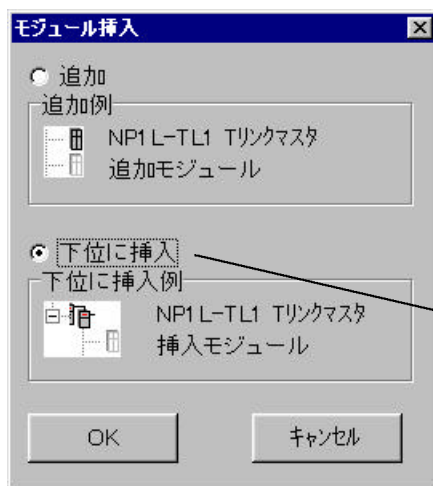 モジュール挿入
追加
追加例
NP1L-TL1 Tリンクマスタ
追加モジュール
下位に挿入
下位に挿入例
NP1L-TL1 Tリンクマスタ
挿入モジュール
OK キャンセル